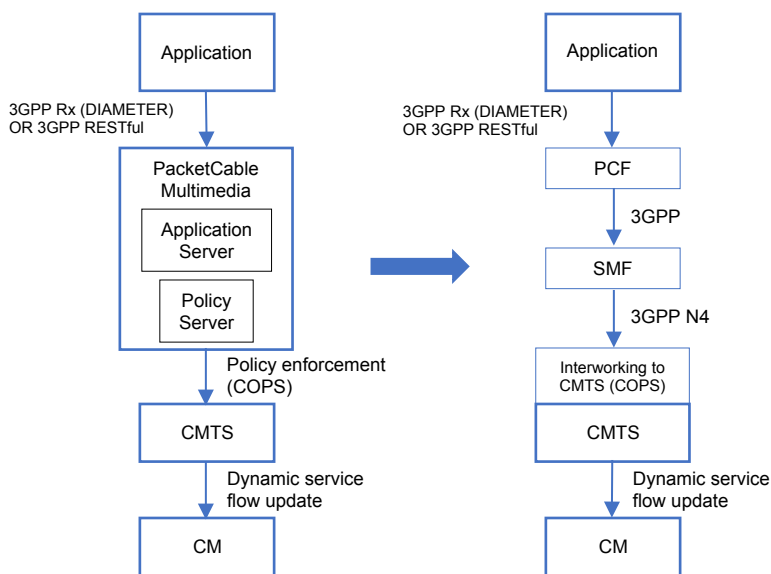 Application
3GPP Rx (DIAMETER)
OR 3GPP RESTful
PacketCable
Multimedia
Application
Server
Policy
Server
Policy enforcement
(COPS)
CMTS
Dynamic service
flow update
CM
Application
3GPP Rx (DIAMETER)
OR 3GPP RESTful
PCF
3GPP
SMF
3GPP N4
Interworking to
CMTS (COPS)
CMTS
Dynamic service
flow update
CM